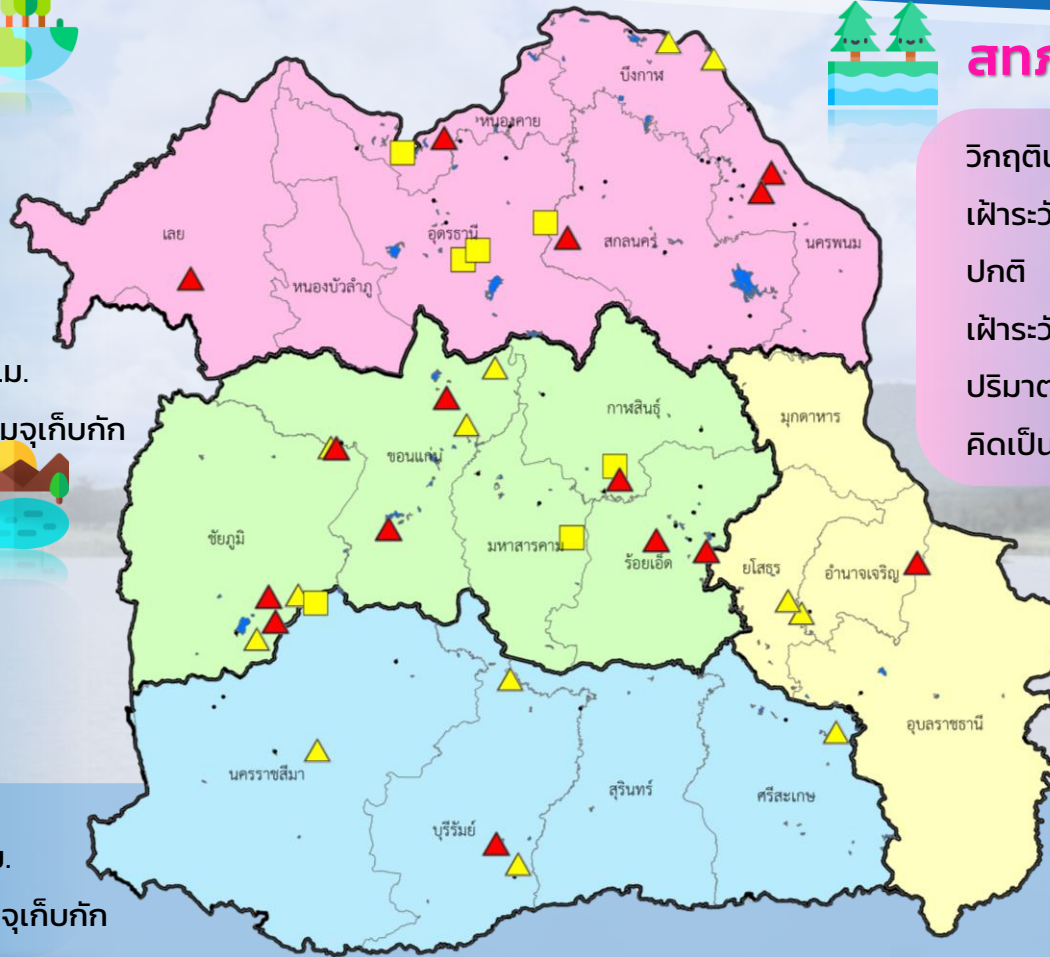 สทภ
วิกฤติน
เฝ้าระวั
ปกติ
เฝ้าระวั
ปริมาต
คิดเป็น
.ม.
มจุเก็บกัก
ม.
จุเก็บกัก
บึงกาฬ
หนองคาย
เลย
อุดรธานี
สกลนคร
นครพนม
หนองบัวลำภู
กาฬสินธุ์
มุกดาหาร
ขอนแก่น
ชัยภูมิ
มหาสารคาม
ร้อยเอ็ด
ยโสธร
อำนาจเจริญ
อุบลราชธานี
นครราชสีมา
สุรินทร์
ศรีสะเกษ
บุรีรัมย์